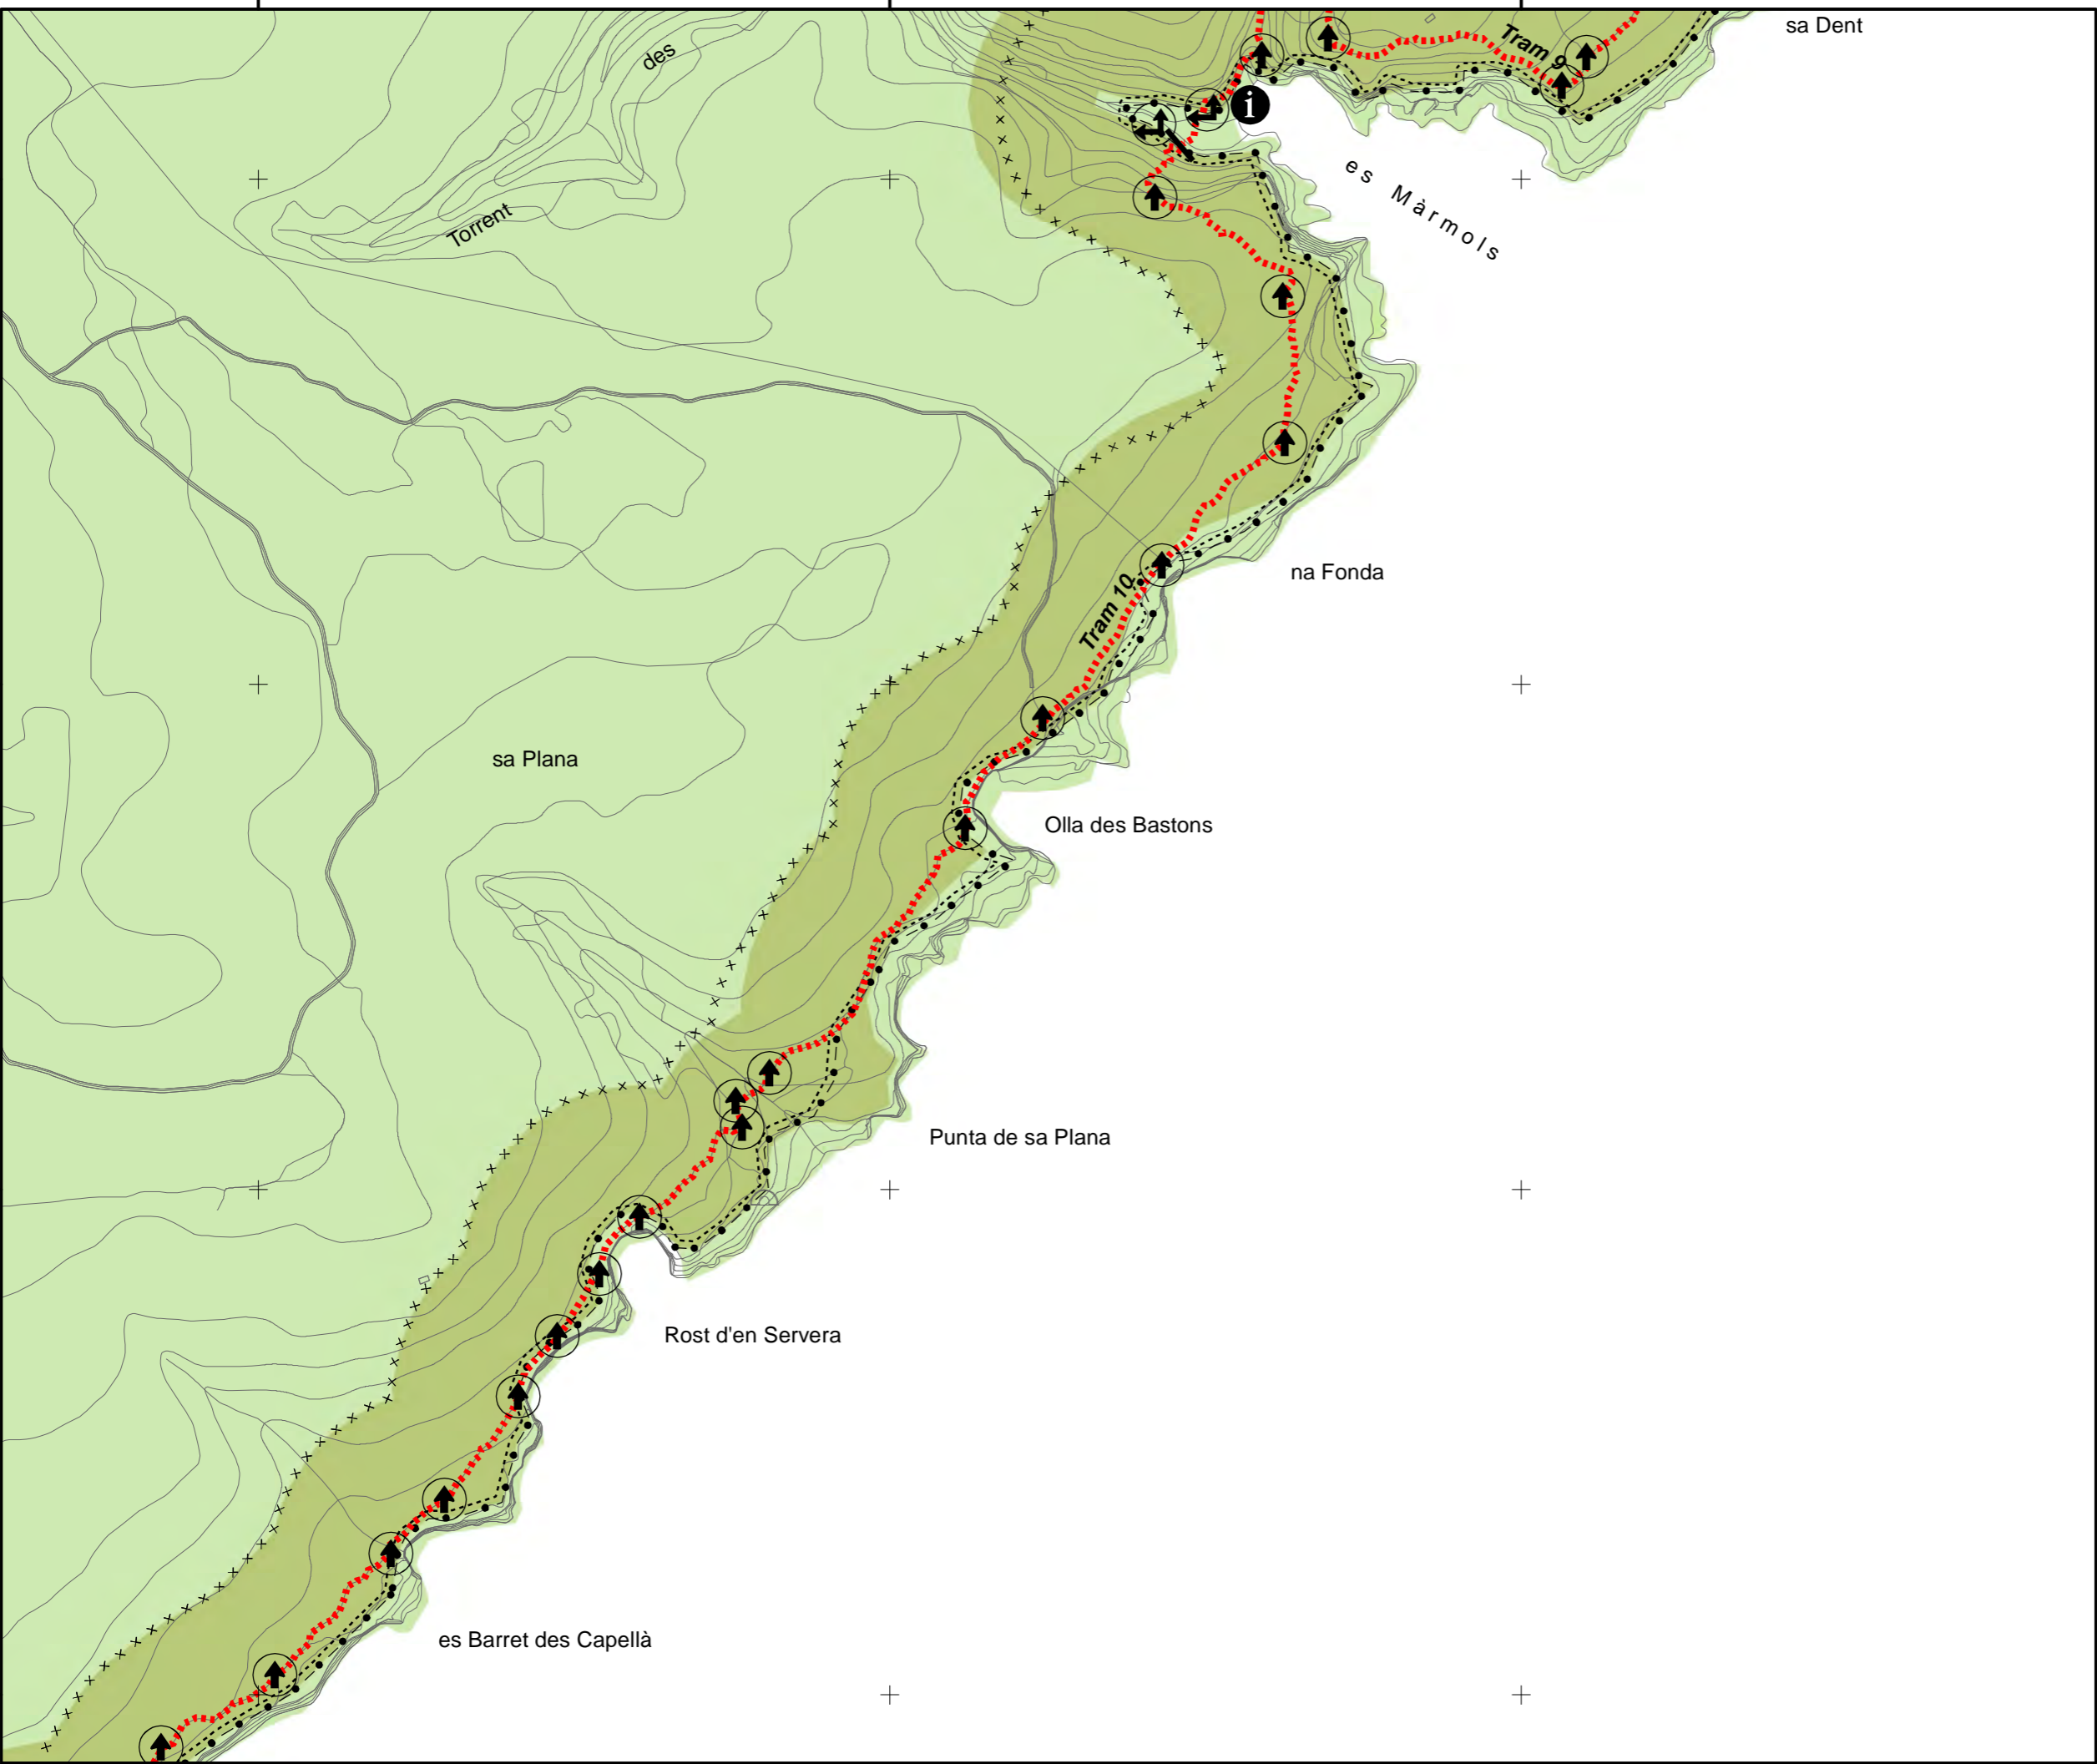 sa Dent
des
Tram 9
i
es Màrmols
Torrent
na Fonda
Tram 10
sa Plana
Olla des Bastons
Punta de sa Plana
Rost d'en Servera
es Barret des Capellà